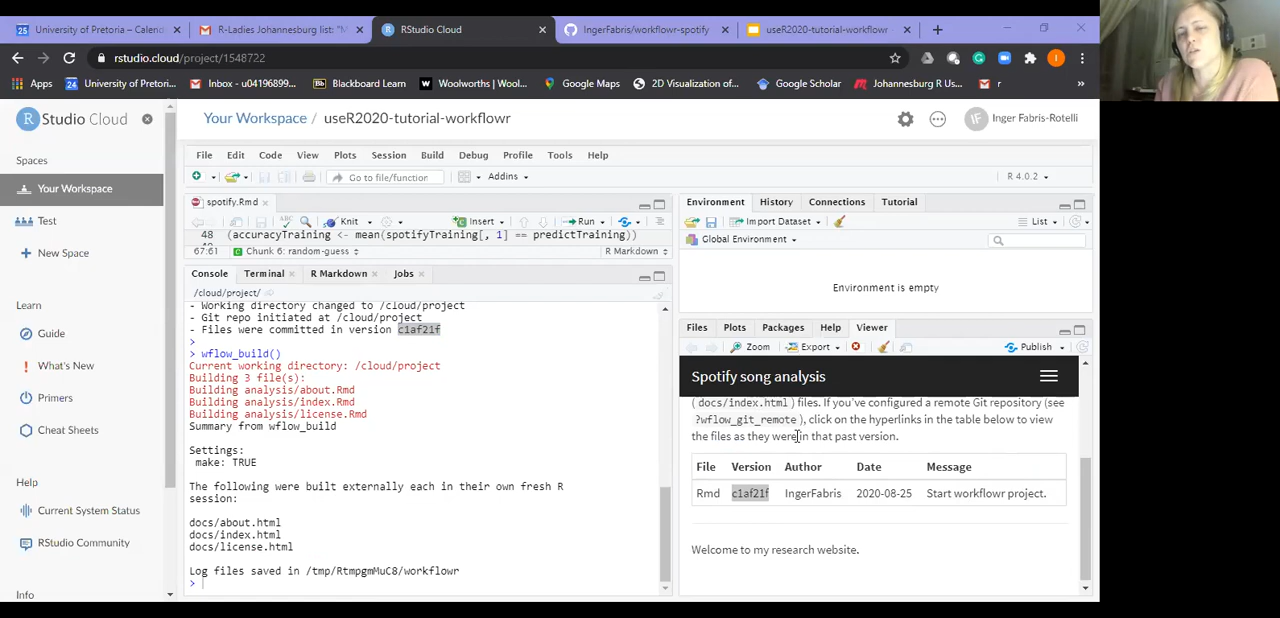 University of Pretoria – Calend
R-Ladies Johannesburg list: "M
RStudio Cloud
IngerFabris/workflowr-spotify
useR2020-tutorial-workflowr
rstudio.cloud/project/1548722
Apps
University of Pretori...
Inbox - u04196899...
Blackboard Learn
Woolworths | Wool...
Google Maps
2D Visualization of...
Google Scholar
Johannesburg R Us...
r
»
R Studio Cloud
Spaces
Your Workspace
Test
New Space
Learn
Guide
What's New
Primers
Cheat Sheets
Help
Current System Status
RStudio Community
Info
Your Workspace / useR2020-tutorial-workflowr
IF Inger Fabris-Rotelli
File Edit Code View Plots Session Build Debug Profile Tools Help
Go to file/function
Addins
R 4.0.2
spotify.Rmd
ABC
Knit
Insert
Run
48 (accuracyTraining <- mean(spotifyTraining[, 1] == predictTraining))
67:61 Chunk 6: random-guess R Markdown
Console Terminal R Markdown Jobs
/cloud/project/
- Working directory changed to /cloud/project
- Git repo initiated at /cloud/project
- Files were committed in version c1af21f
>
> wflow_build()
Current working directory: /cloud/project
Building 3 file(s):
Building analysis/about.Rmd
Building analysis/index.Rmd
Building analysis/license.Rmd
Summary from wflow_build
Settings:
make: TRUE
The following were built externally each in their own fresh R
session:
docs/about.html
docs/index.html
docs/license.html
Log files saved in /tmp/RtmpgmMuC8/workflowr
>
Environment History Connections Tutorial
Import Dataset
List
Global Environment
Environment is empty
Files Plots Packages Help Viewer
Zoom Export Publish
Spotify song analysis
( docs/index.html ) files. If you've configured a remote Git repository (see
?wflow_git_remote ), click on the hyperlinks in the table below to view
the files as they were in that past version.
File Version Author Date Message
Rmd c1af21f IngerFabris 2020-08-25 Start workflowr project.
Welcome to my research website.